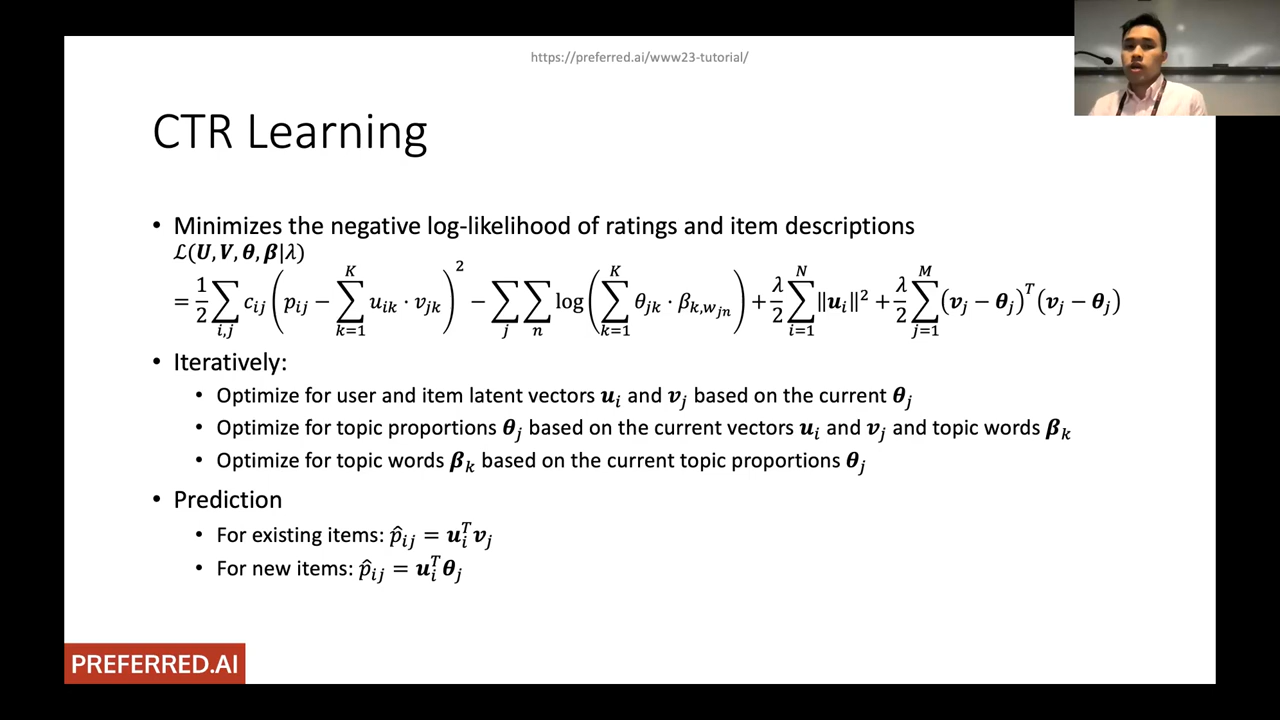 https://preferred.ai/www23-tutorial/
CTR Learning
• Minimizes the negative log-likelihood of ratings and item descriptions
ℒ(U, V, θ, β|λ)
= 1/2 ∑_{i,j} c_{ij} (p_{ij} − ∑_{k=1}^{K} u_{ik} · v_{jk})^2 − ∑_j ∑_n log(∑_{k=1}^{K} θ_{jk} · β_{k,w_{jn}}) + λ/2 ∑_{i=1}^{N} ‖u_i‖^2 + λ/2 ∑_{j=1}^{M} (v_j − θ_j)^T (v_j − θ_j)
• Iteratively:
• Optimize for user and item latent vectors u_i and v_j based on the current θ_j
• Optimize for topic proportions θ_j based on the current vectors u_i and v_j and topic words β_k
• Optimize for topic words β_k based on the current topic proportions θ_j
• Prediction
• For existing items: p̂_{ij} = u_i^T v_j
• For new items: p̂_{ij} = u_i^T θ_j
PREFERRED.AI